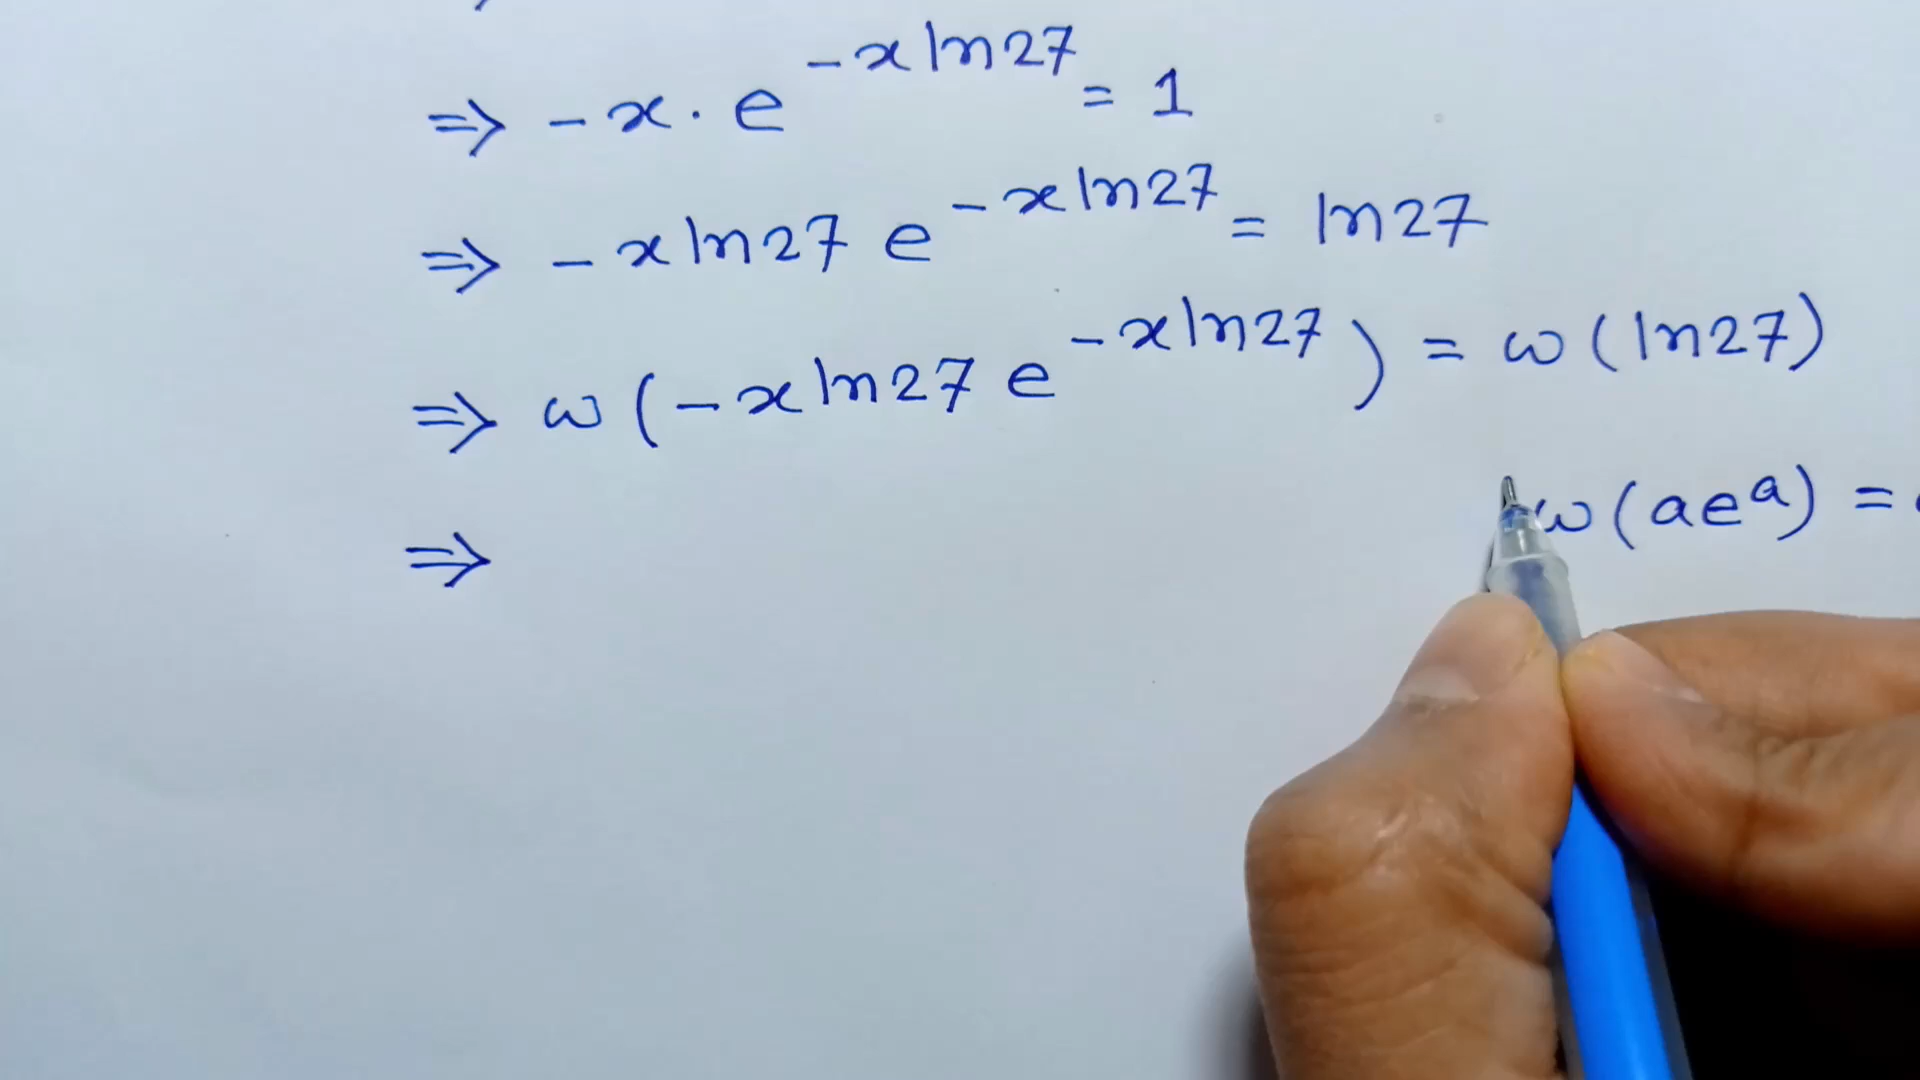 ⇒ -x . e^{-x ln27} = 1
⇒ -x ln27 e^{-x ln27} = ln27
⇒ ω(-x ln27 e^{-x ln27}) = ω(ln27)
ω(ae^a) =
⇒